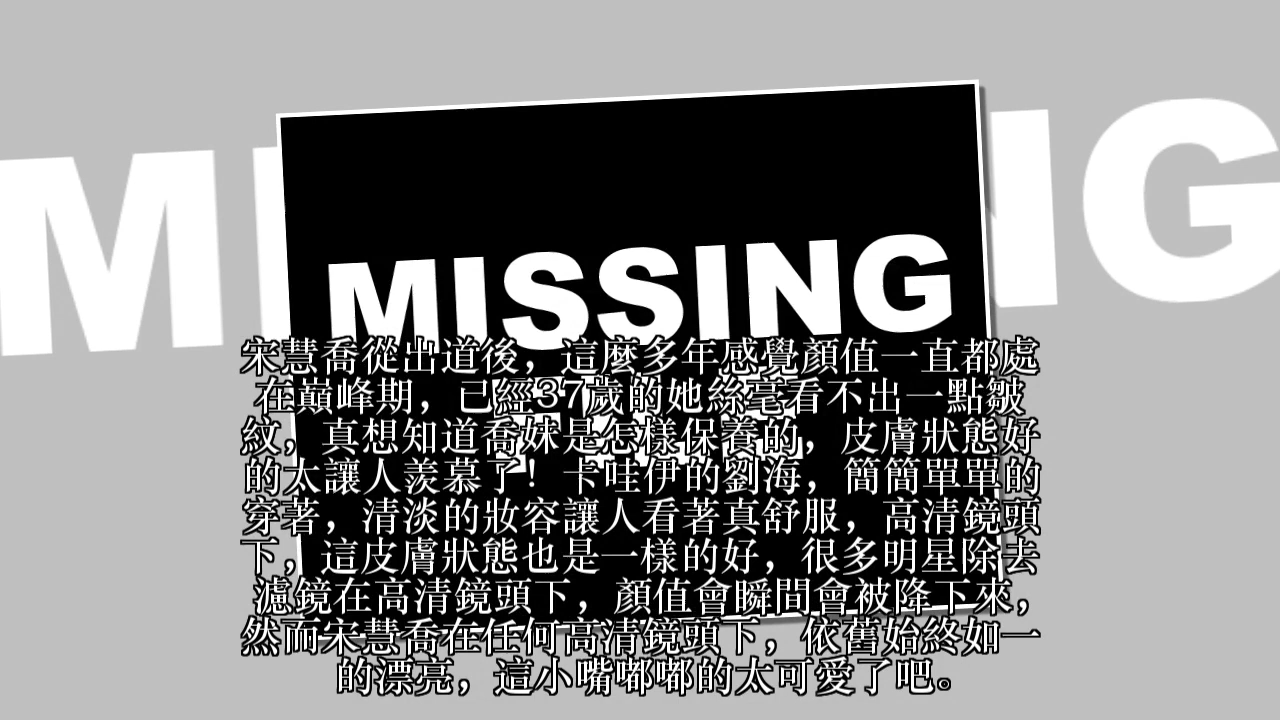 MISSING
MISSING
宋慧喬從出道後，這麼多年感覺顏值一直都處
在巔峰期，已經37歲的她絲毫看不出一點皺
紋，真想知道喬妹是怎樣保養的，皮膚狀態好
的太讓人羨慕了！卡哇伊的劉海，簡簡單單的
穿著，清淡的妝容讓人看著真舒服，高清鏡頭
下，這皮膚狀態也是一樣的好，很多明星除去
濾鏡在高清鏡頭下，顏值會瞬間會被降下來，
然而宋慧喬在任何高清鏡頭下，依舊始終如一
的漂亮，這小嘴嘟嘟的太可愛了吧。